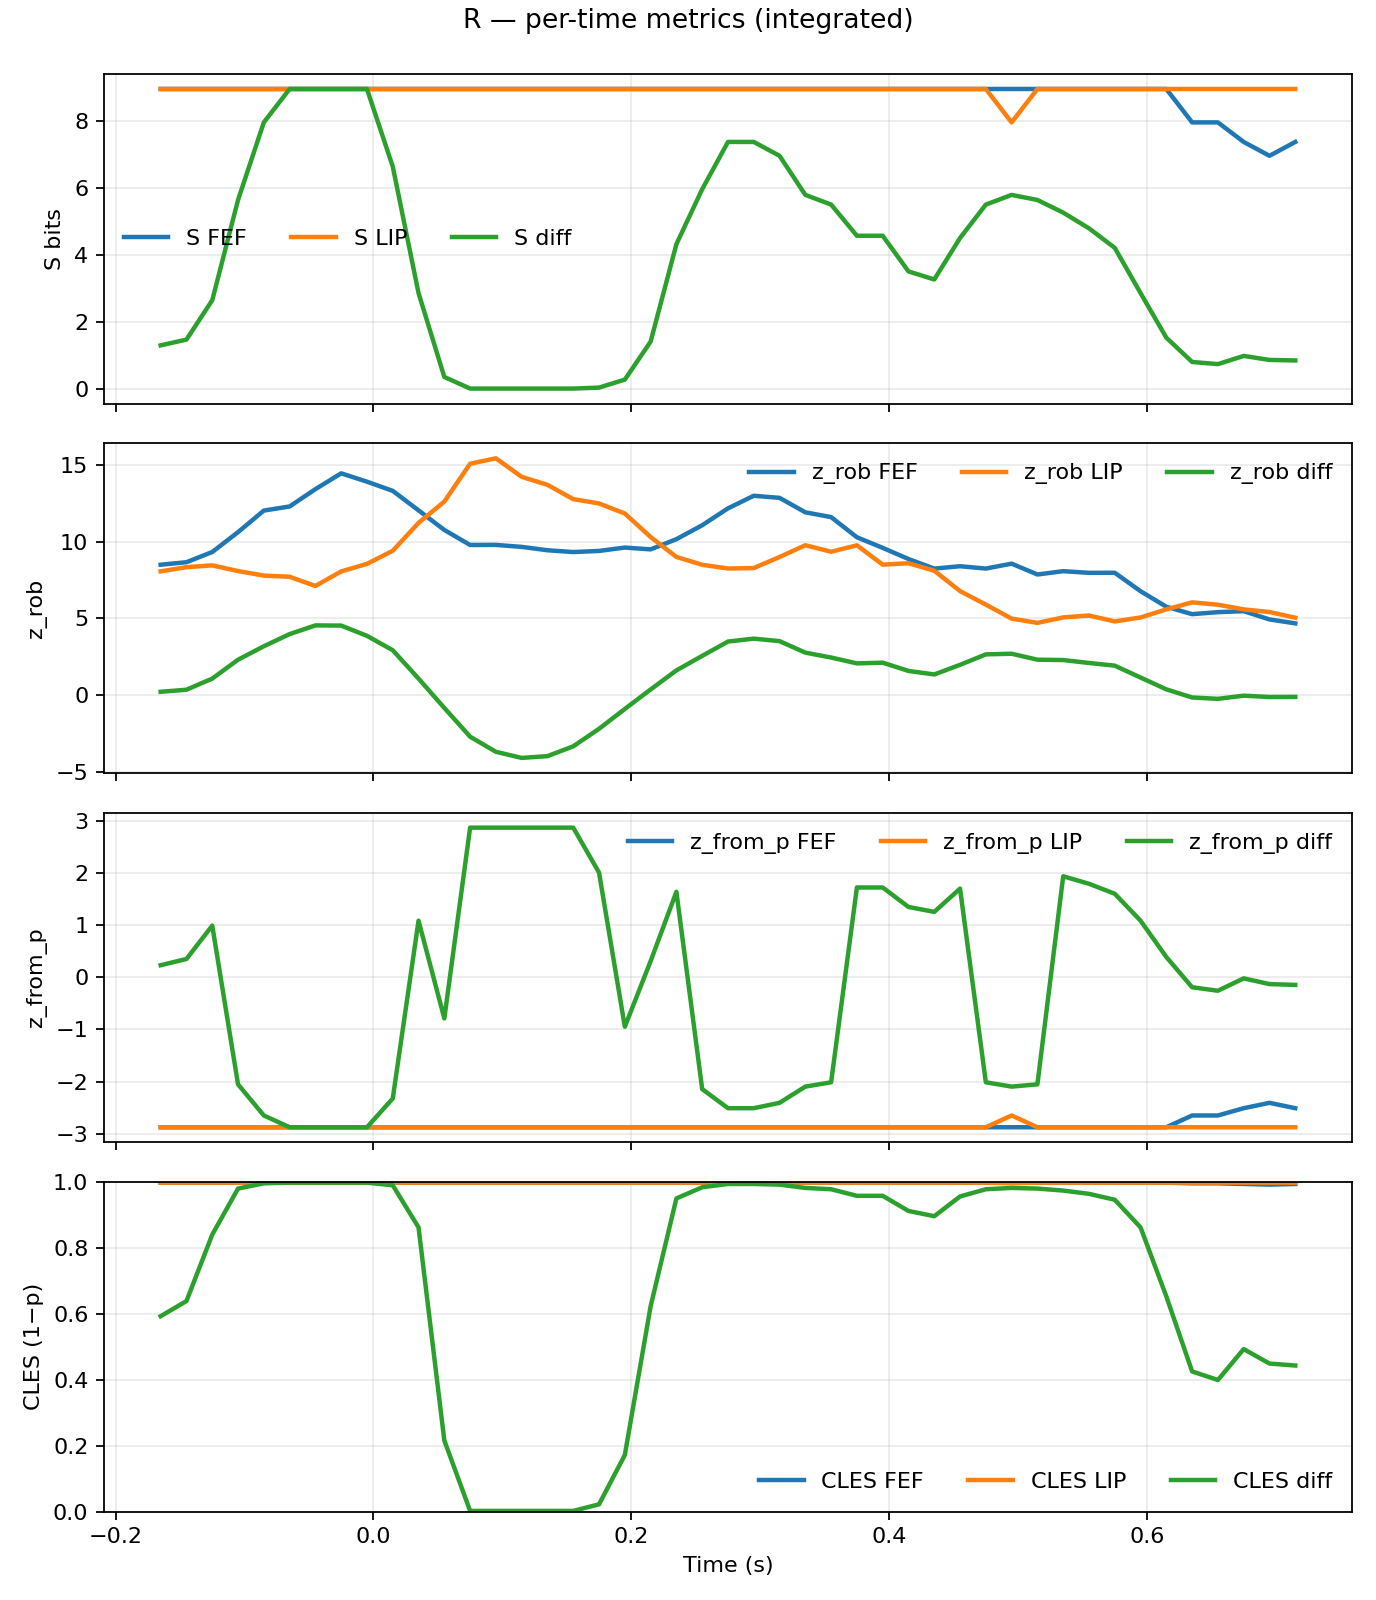 R — per-time metrics (integrated)
8
6
4
2
0
S bits
S FEF S LIP S diff
15
10
5
0
−5
z_rob
z_rob FEF z_rob LIP z_rob diff
3
2
1
0
−1
−2
−3
z_from_p
z_from_p FEF z_from_p LIP z_from_p diff
1.0
0.8
0.6
0.4
0.2
0.0
CLES (1−p)
CLES FEF CLES LIP CLES diff
−0.2 0.0 0.2 0.4 0.6
Time (s)